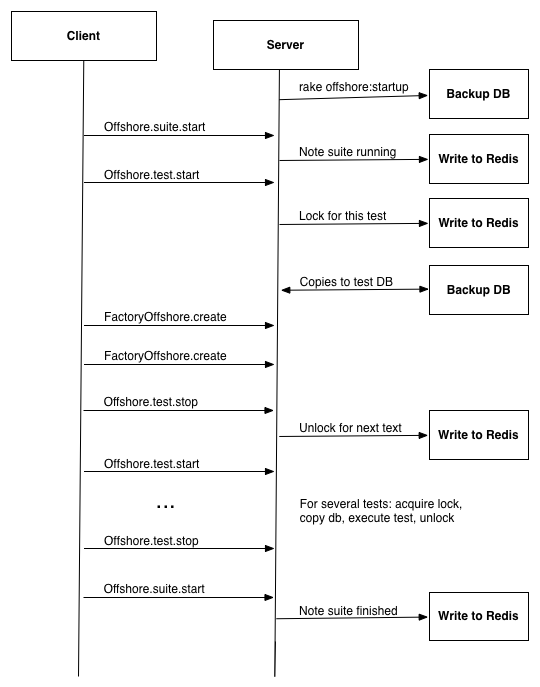 Client
Server
rake offshore:startup
Backup DB
Offshore.suite.start
Note suite running
Write to Redis
Offshore.test.start
Lock for this test
Write to Redis
Copies to test DB
Backup DB
FactoryOffshore.create
FactoryOffshore.create
Offshore.test.stop
Unlock for next text
Write to Redis
Offshore.test.start
...
For several tests: acquire lock,
copy db, execute test, unlock
Offshore.test.stop
Offshore.suite.start
Note suite finished
Write to Redis